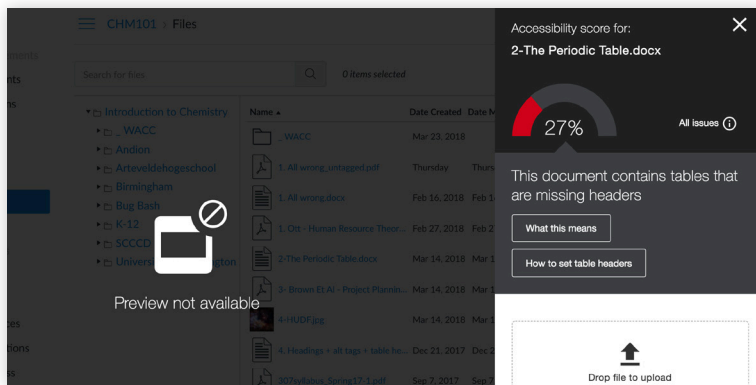 CHM101 › Files
Search for files
0 items selected
Introduction to Chemistry
_ WACC
Andion
Arteveldehogeschool
Birmingham
Bug Bash
K-12
SCCCD
Name
Date Created
_ WACC
Mar 23, 2018
1. All wrong_untagged.pdf
Thursday
1. All wrong.docx
Feb 16, 2018
1. Ott - Human Resource Theor...
Feb 27, 2018
2-The Periodic Table.docx
Mar 14, 2018
3- Brown Et Al - Project Plannin...
Mar 14, 2018
4-HUDF.jpg
Mar 14, 2018
4. Headings + alt tags + table he...
Dec 21, 2017
307syllabus_Spring17-1.pdf
Sep 7, 2017
Preview not available
Accessibility score for:
2-The Periodic Table.docx
27%
All issues
This document contains tables that
are missing headers
What this means
How to set table headers
Drop file to upload